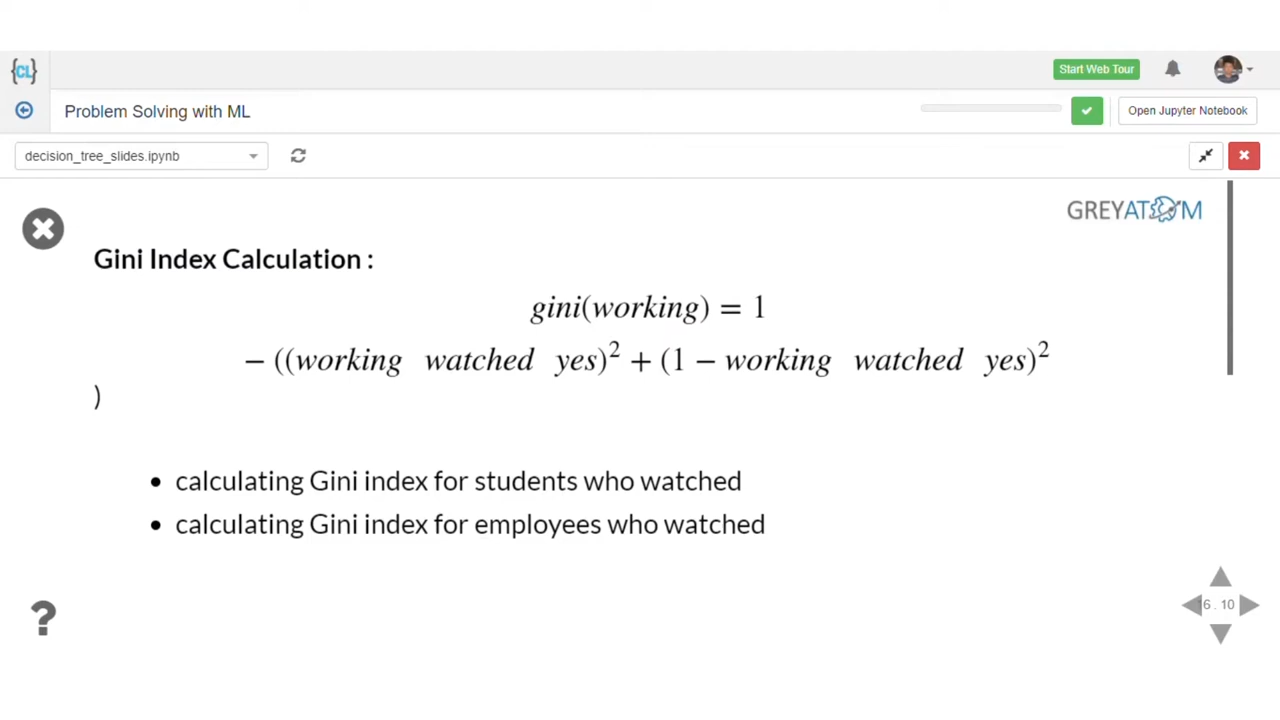 {CL}
Start Web Tour
Problem Solving with ML
Open Jupyter Notebook
decision_tree_slides.ipynb
GREYATOM
Gini Index Calculation :
gini(working) = 1
− ((working watched yes)² + (1 − working watched yes)²
)
• calculating Gini index for students who watched
• calculating Gini index for employees who watched
?
16 . 10